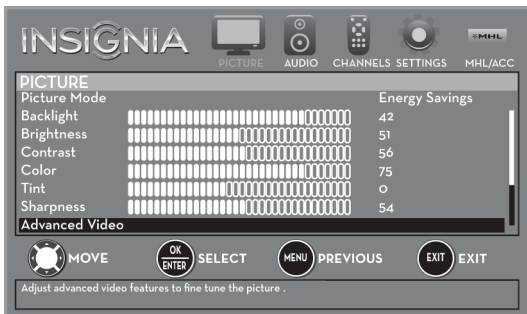 INSIGNIA
PICTURE AUDIO CHANNELS SETTINGS MHL/ACC
MHL
PICTURE
Picture Mode Energy Savings
Backlight 42
Brightness 51
Contrast 56
Color 75
Tint 0
Sharpness 54
Advanced Video
MOVE OK ENTER SELECT MENU PREVIOUS EXIT EXIT
Adjust advanced video features to fine tune the picture .